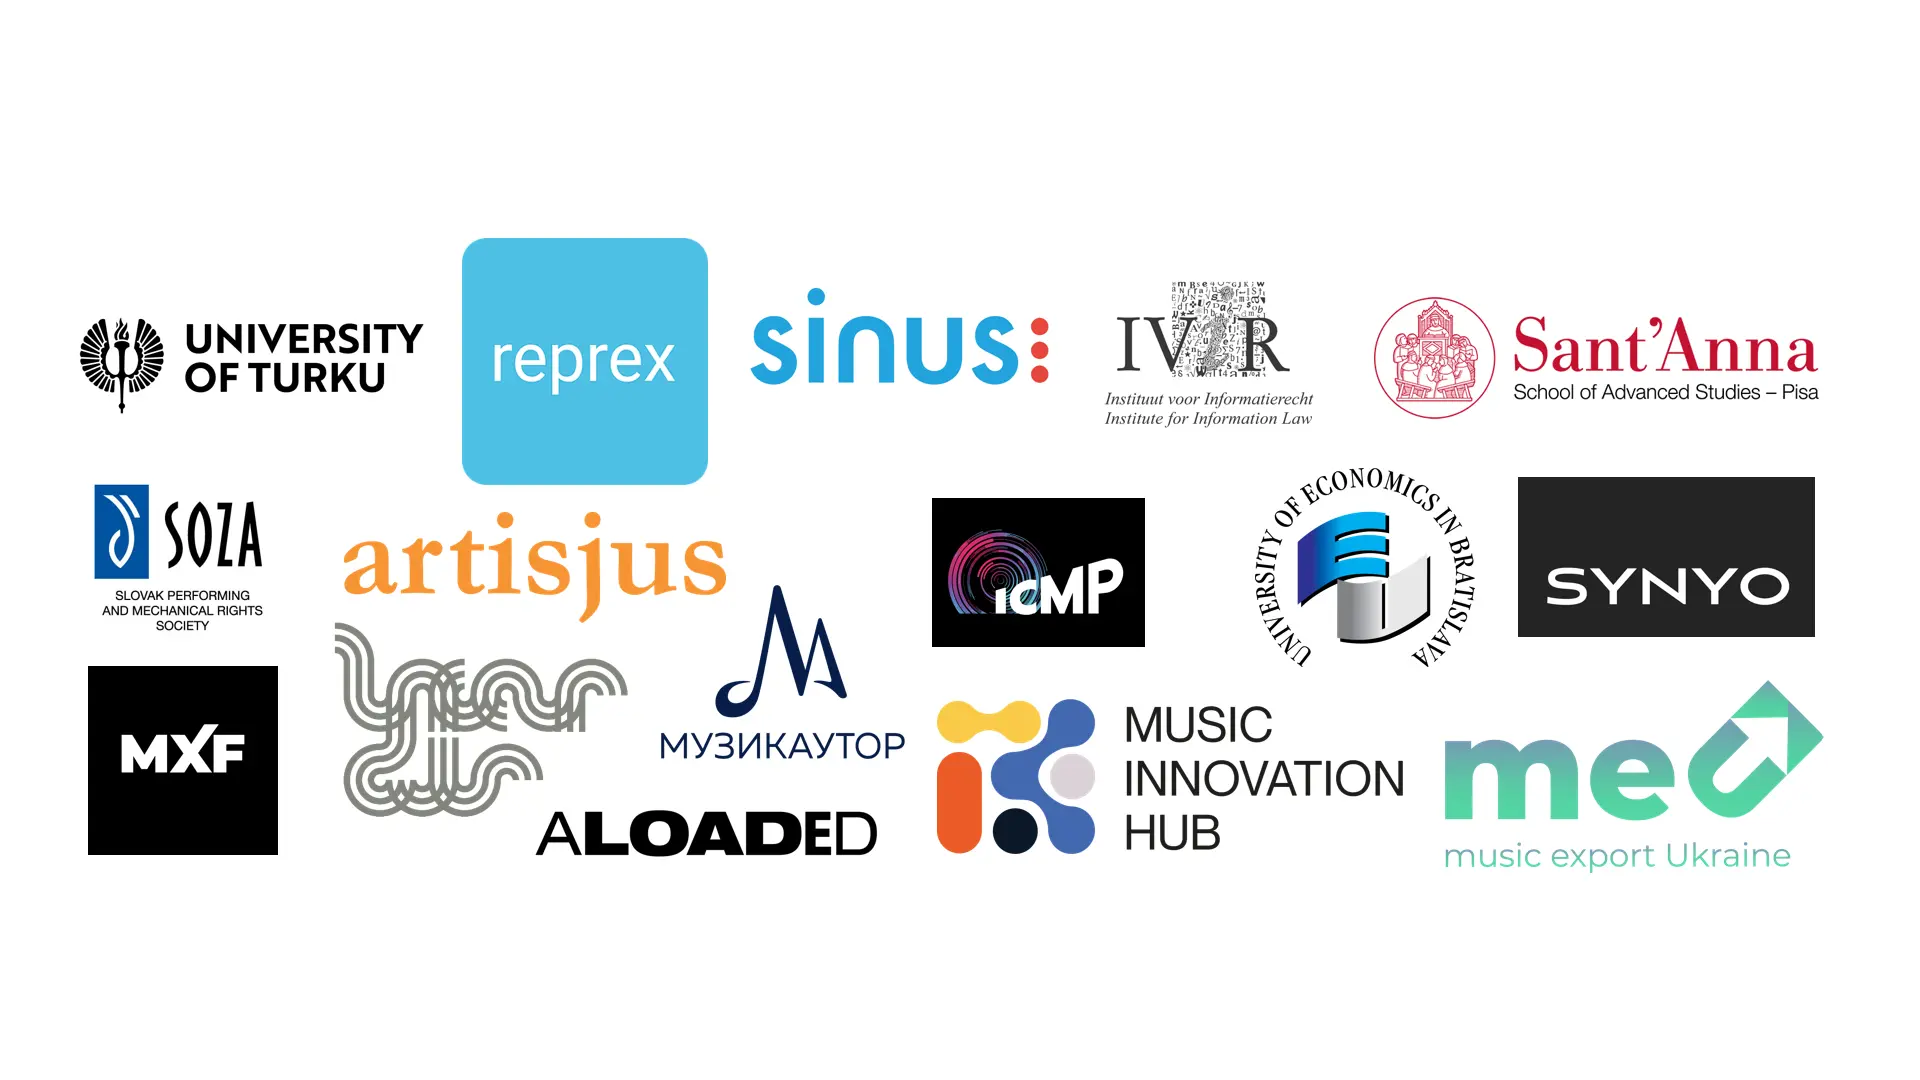 UNIVERSITY
OF TURKU
reprex
sinus
IViR
Instituut voor Informatierecht
Institute for Information Law
Sant'Anna
School of Advanced Studies – Pisa
SOZA
SLOVAK PERFORMING
AND MECHANICAL RIGHTS
SOCIETY
artisjus
icMP
UNIVERSITY OF ECONOMICS IN BRATISLAVA
SYNYO
MXF
МУЗИКАУТОР
ALOADED
MUSIC
INNOVATION
HUB
meu
music export Ukraine